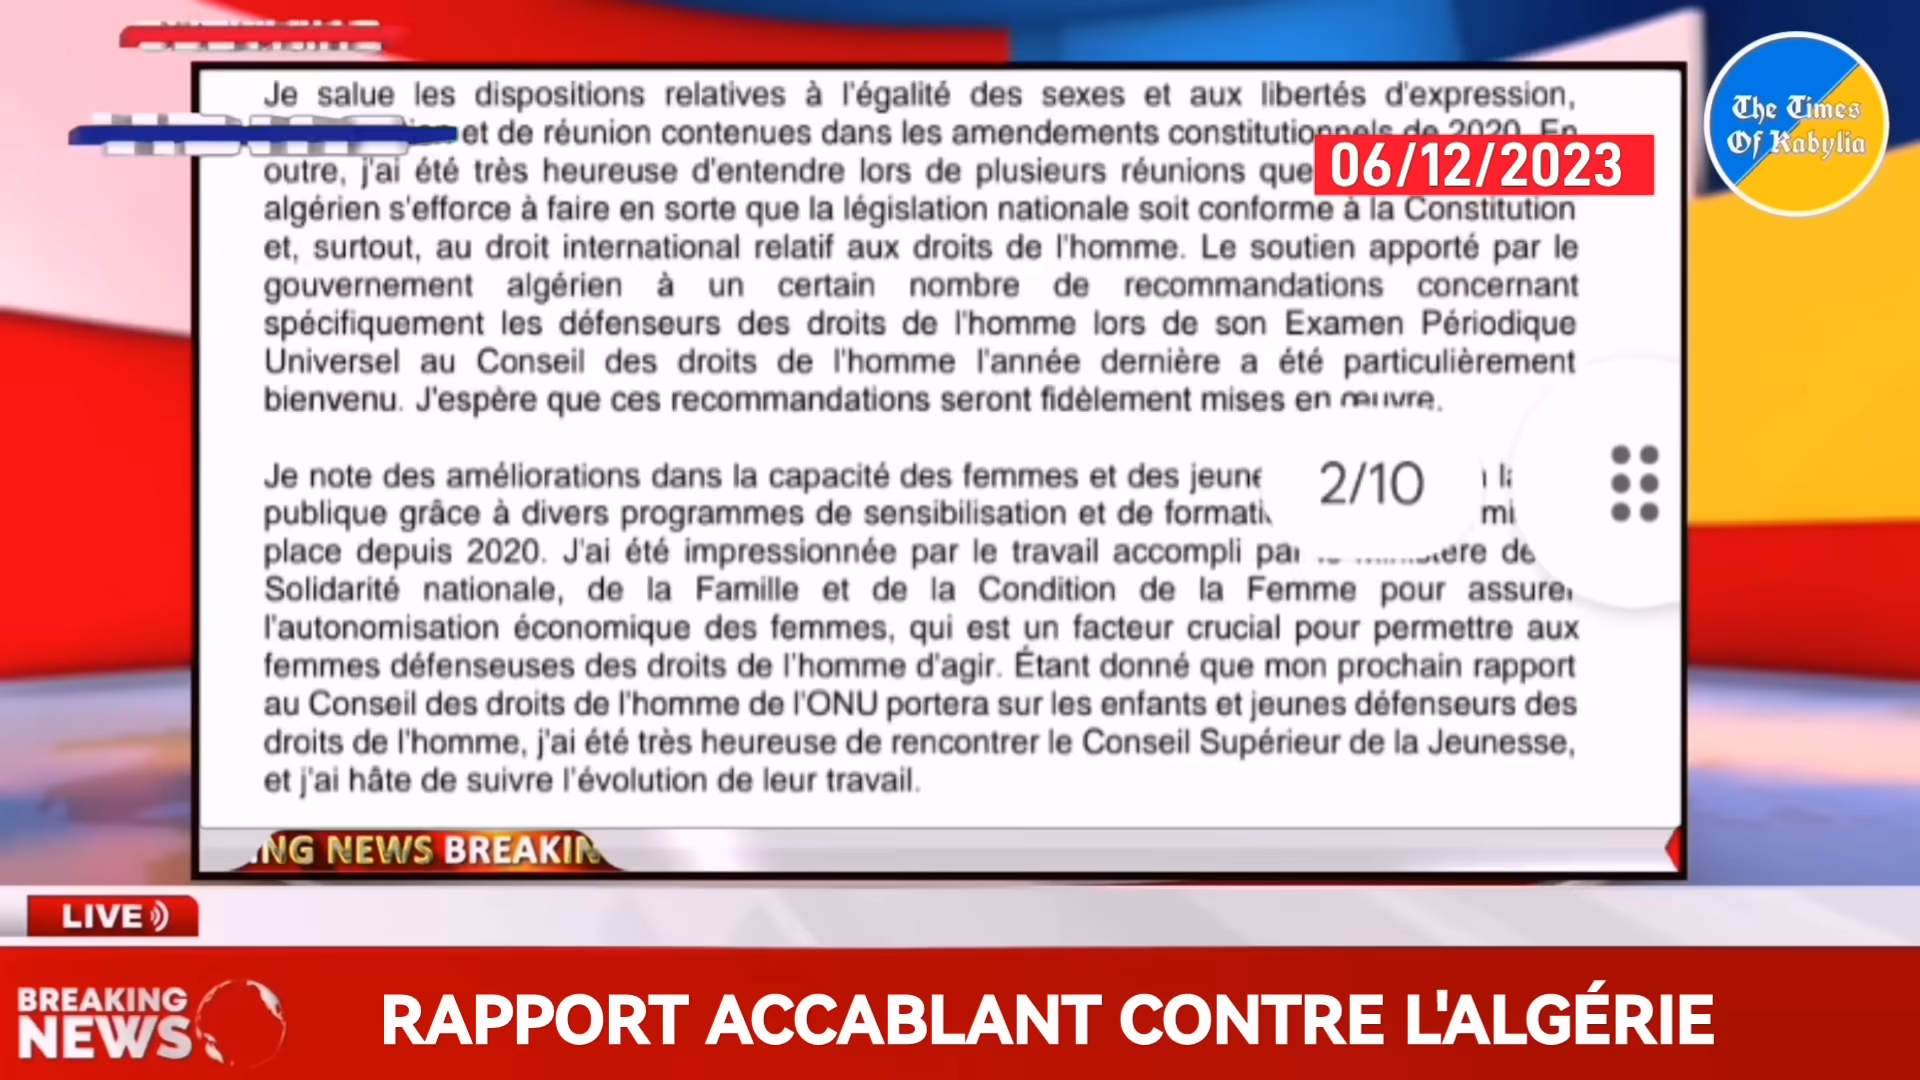 The Times
Of Kabylia
06/12/2023
Je salue les dispositions relatives à l'égalité des sexes et aux libertés d'expression,
et de réunion contenues dans les amendements constitutionnels de 2020. En
outre, j'ai été très heureuse d'entendre lors de plusieurs réunions que
algérien s'efforce à faire en sorte que la législation nationale soit conforme à la Constitution
et, surtout, au droit international relatif aux droits de l'homme. Le soutien apporté par le
gouvernement algérien à un certain nombre de recommandations concernant
spécifiquement les défenseurs des droits de l'homme lors de son Examen Périodique
Universel au Conseil des droits de l'homme l'année dernière a été particulièrement
bienvenu. J'espère que ces recommandations seront fidèlement mises en œuvre.
Je note des améliorations dans la capacité des femmes et des
publique grâce à divers programmes de sensibilisation et de
place depuis 2020. J'ai été impressionnée par le travail accompli
Solidarité nationale, de la Famille et de la Condition de la Femme pour assurer
l'autonomisation économique des femmes, qui est un facteur crucial pour permettre aux
femmes défenseuses des droits de l'homme d'agir. Étant donné que mon prochain rapport
au Conseil des droits de l'homme de l'ONU portera sur les enfants et jeunes défenseurs des
droits de l'homme, j'ai été très heureuse de rencontrer le Conseil Supérieur de la Jeunesse,
et j'ai hâte de suivre l'évolution de leur travail.
2/10
NG NEWS BREAKIN
LIVE
BREAKING
NEWS
RAPPORT ACCABLANT CONTRE L'ALGÉRIE